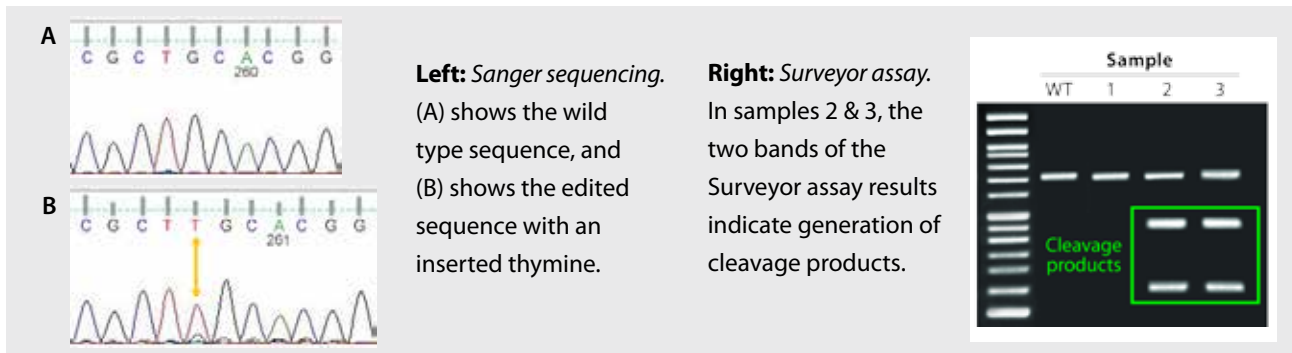 A
C G C T G C A C G G
260
B
C G C T T G C A C G G
261
Left: Sanger sequencing.
(A) shows the wild
type sequence, and
(B) shows the edited
sequence with an
inserted thymine.
Right: Surveyor assay.
In samples 2 & 3, the
two bands of the
Surveyor assay results
indicate generation of
cleavage products.
Sample
WT 1 2 3
Cleavage
products